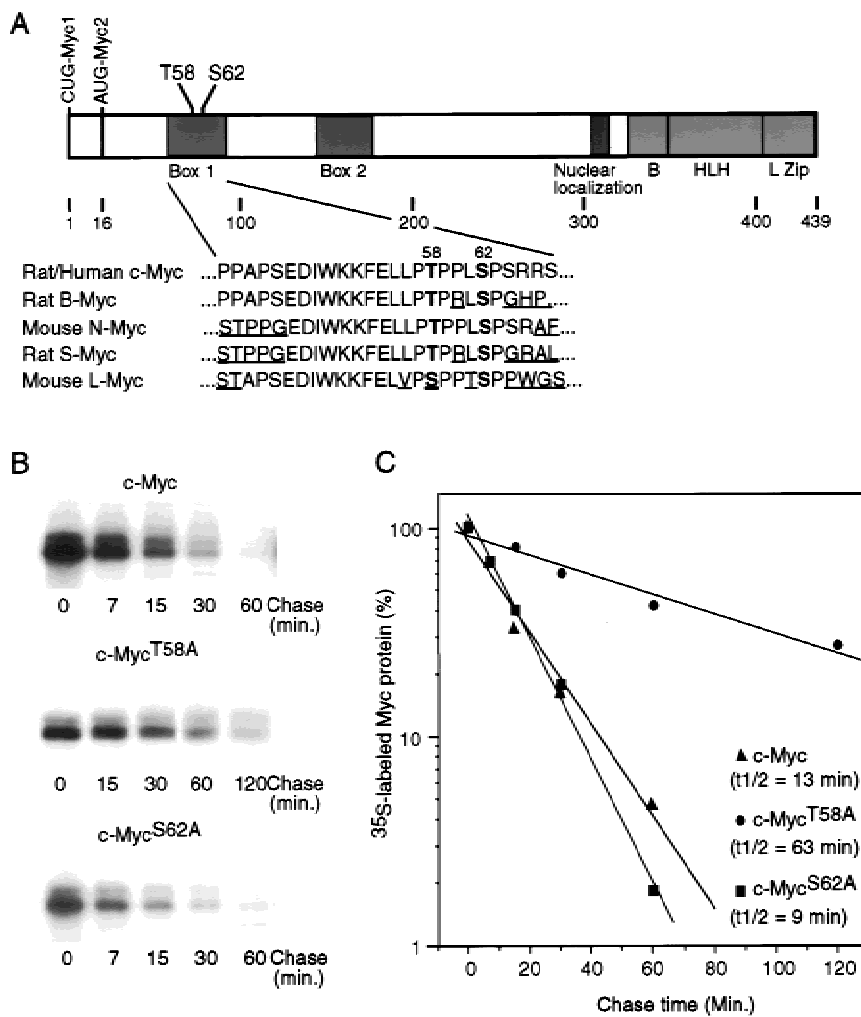 A
CUG-Myc1
AUG-Myc2
T58 S62
Box 1 Box 2 Nuclear localization B HLH L Zip
1 16 100 200 300 400 439
58 62
Rat/Human c-Myc ...PPAPSEDIWKKFELLPTPPLSPSRRS...
Rat B-Myc ...PPAPSEDIWKKFELLPTPRLSPGHP...
Mouse N-Myc ...STPPGEDIWKKFELLPTPPLSPSRAF...
Rat S-Myc ...STPPGEDIWKKFELLPTPRLSPGRAL...
Mouse L-Myc ...STAPSEDIWKKFELVPSPPTSPPWGS...
B
c-Myc
0 7 15 30 60 Chase
(min.)
c-MycT58A
0 15 30 60 120 Chase
(min.)
c-MycS62A
0 7 15 30 60 Chase
(min.)
C
35S-labeled Myc protein (%)
100
10
1
c-Myc
(t1/2 = 13 min)
c-MycT58A
(t1/2 = 63 min)
c-MycS62A
(t1/2 = 9 min)
0 20 40 60 80 100 120
Chase time (Min.)